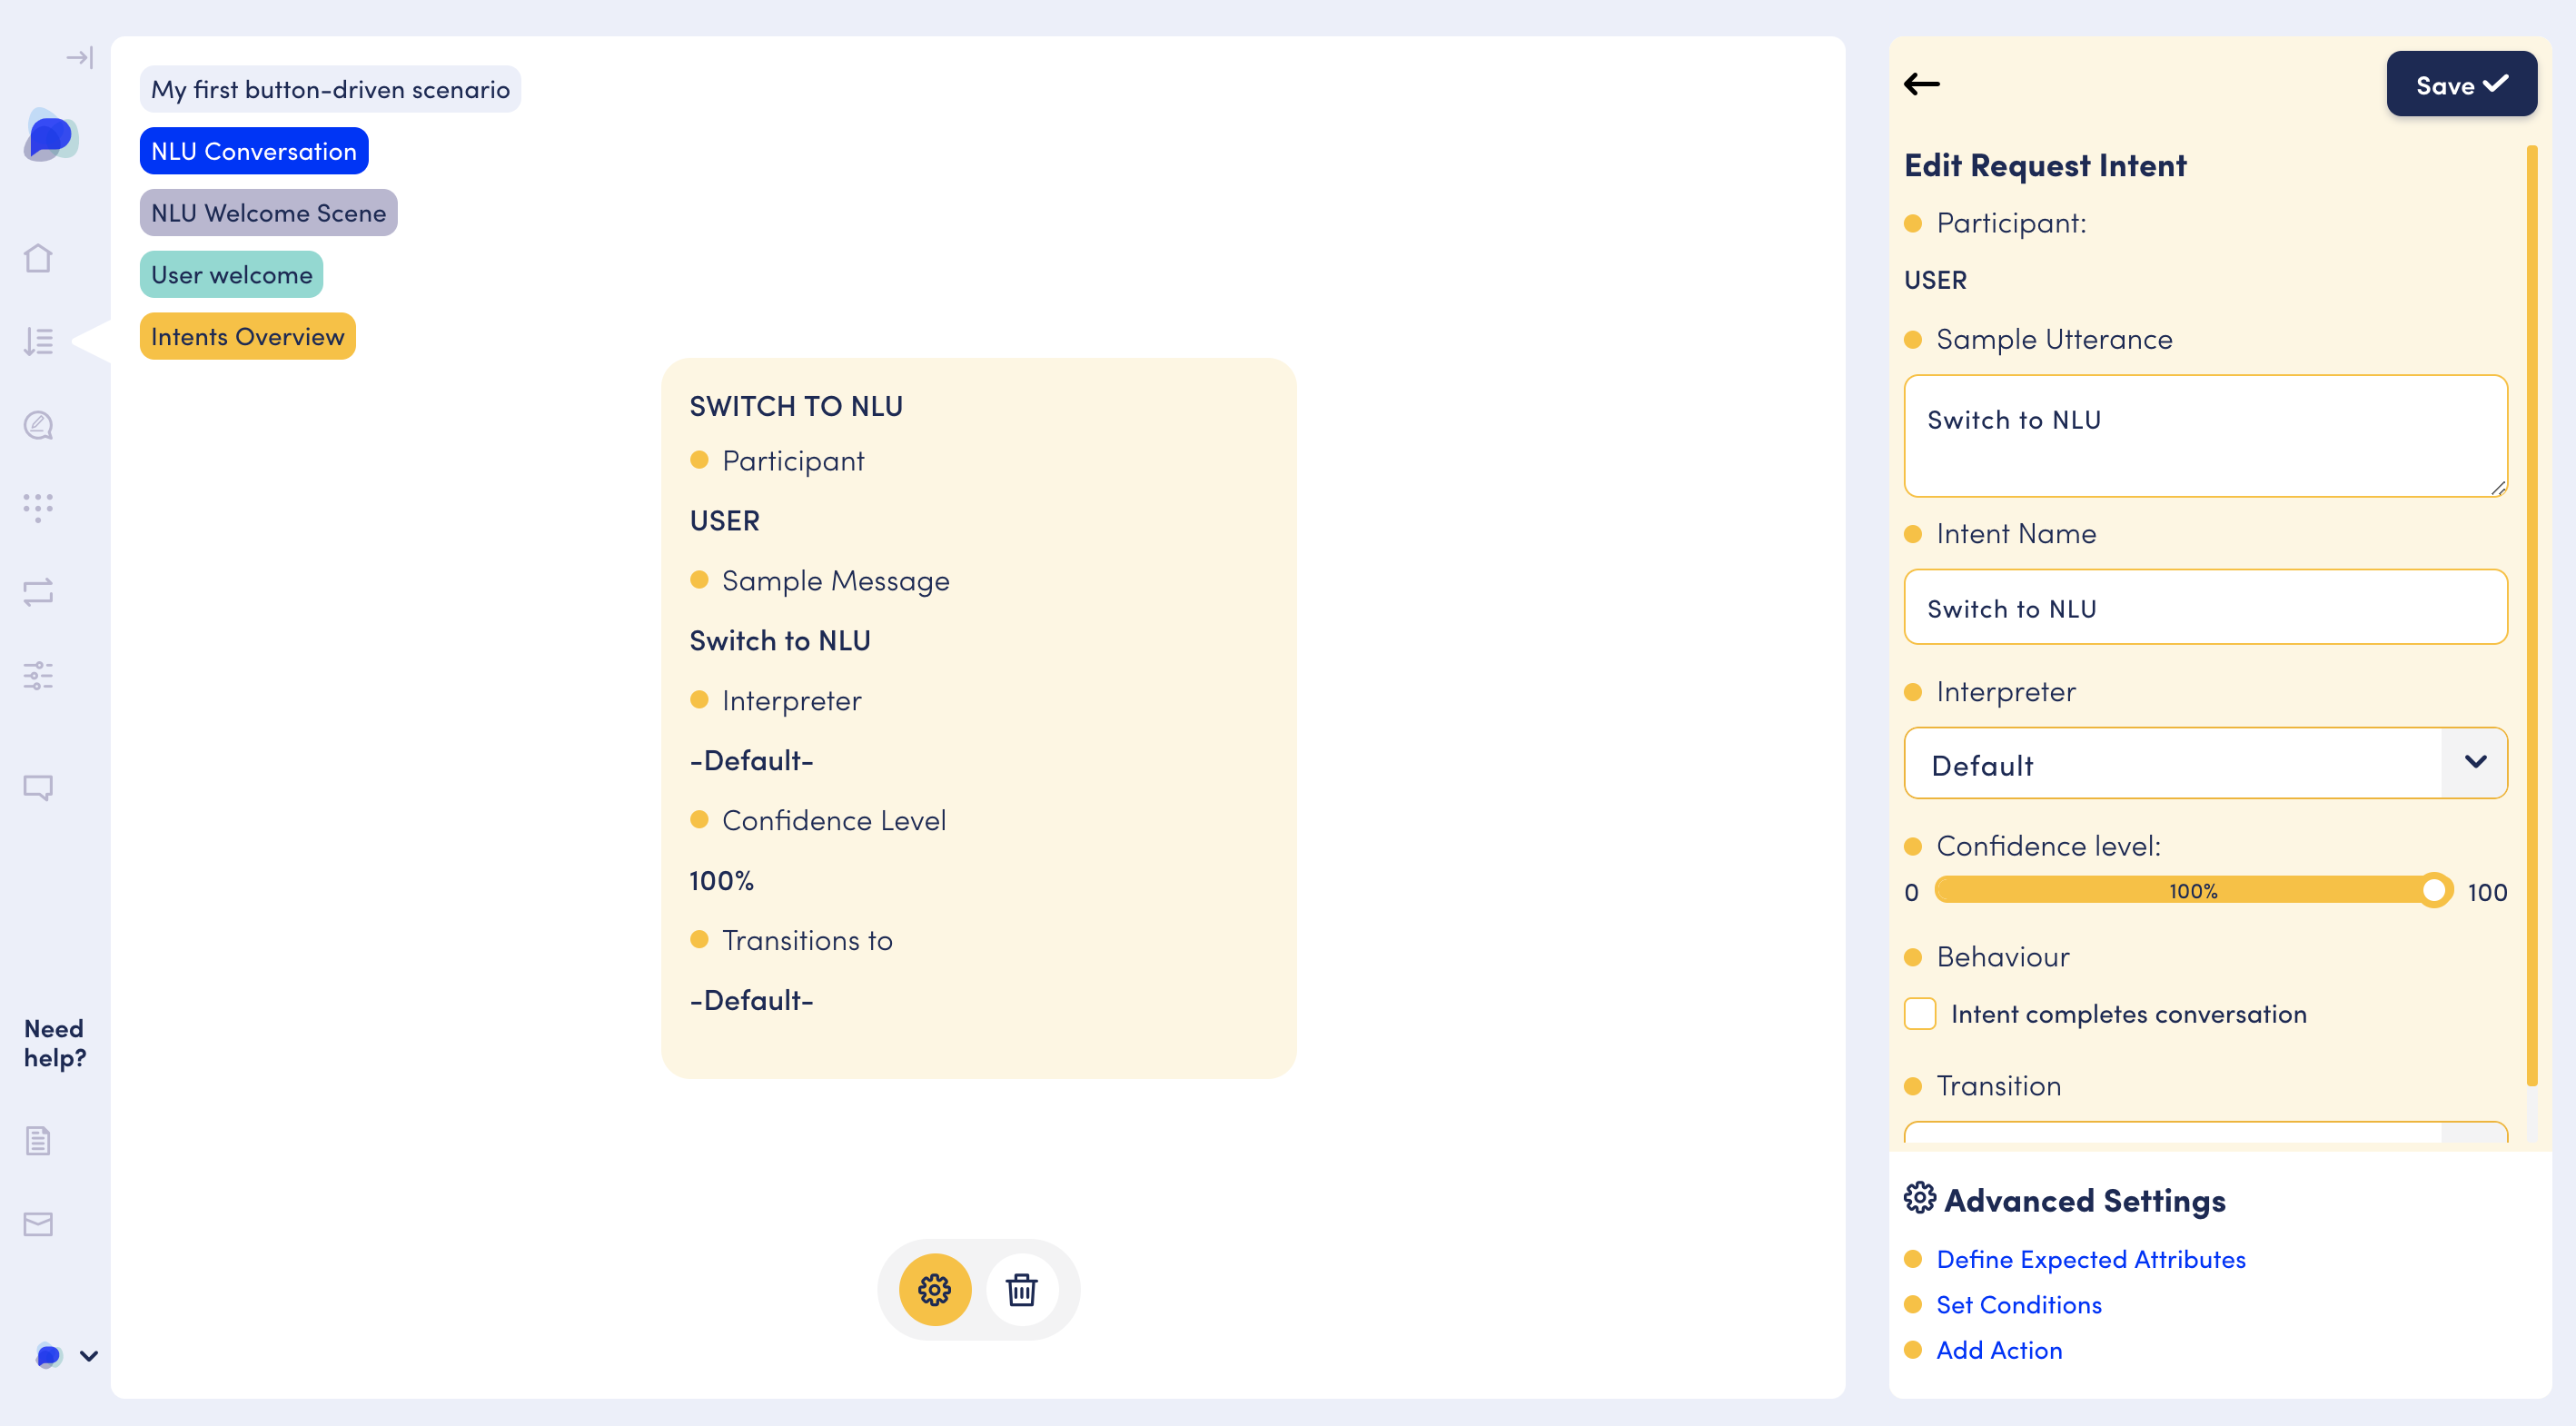 My first button-driven scenario
NLU Conversation
NLU Welcome Scene
User welcome
Intents Overview
SWITCH TO NLU
Participant
USER
Sample Message
Switch to NLU
Interpreter
-Default-
Confidence Level
100%
Transitions to
-Default-
Need
help?
Save
Edit Request Intent
Participant:
USER
Sample Utterance
Switch to NLU
Intent Name
Switch to NLU
Interpreter
Default
Confidence level:
0 100% 100
Behaviour
Intent completes conversation
Transition
Advanced Settings
Define Expected Attributes
Set Conditions
Add Action